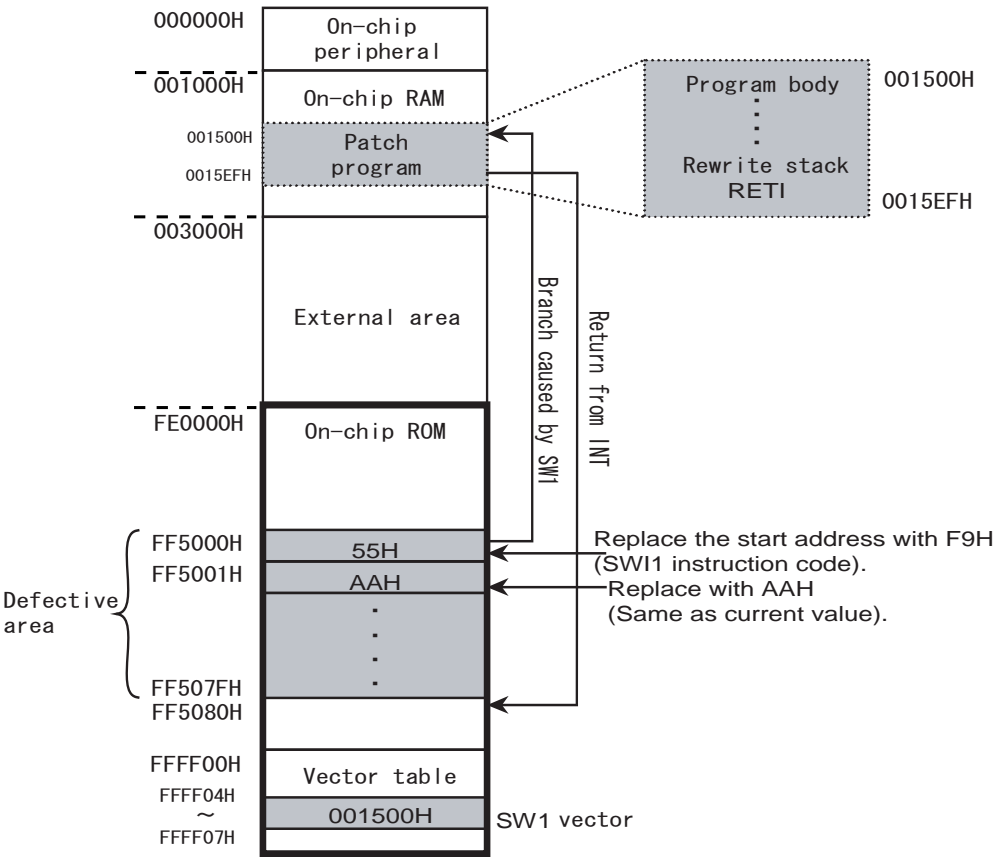 000000H
On-chip
peripheral
001000H
On-chip RAM
001500H
Patch
program
0015EFH
Program body
Rewrite stack
RETI
001500H
0015EFH
003000H
External area
Branch caused by SW1
Return from INT
FE0000H
On-chip ROM
FF5000H
55H
Replace the start address with F9H
(SWI1 instruction code).
FF5001H
AAH
Replace with AAH
(Same as current value).
Defective
area
FF507FH
FF5080H
FFFF00H
Vector table
FFFF04H
~
FFFF07H
001500H
SW1 vector